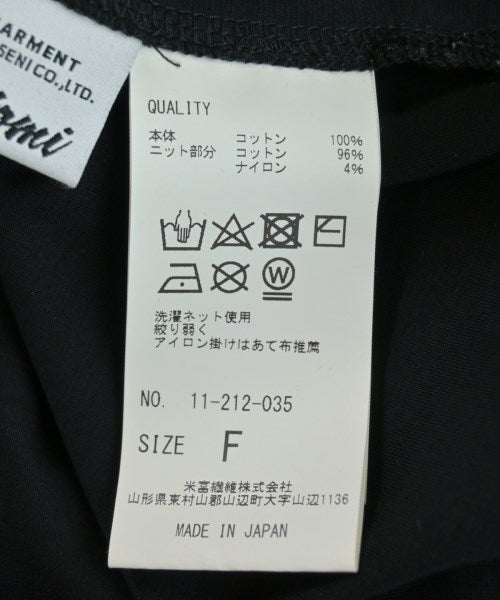 GARMENT
SENI CO.,LTD.
QUALITY
本体 コットン 100%
ニット部分 コットン 96%
ナイロン 4%
W
洗濯ネット使用
絞り弱く
アイロン掛けはあて布推薦
NO. 11-212-035
SIZE F
米富繊維株式会社
山形県東村山郡山辺町大字山辺1136
MADE IN JAPAN